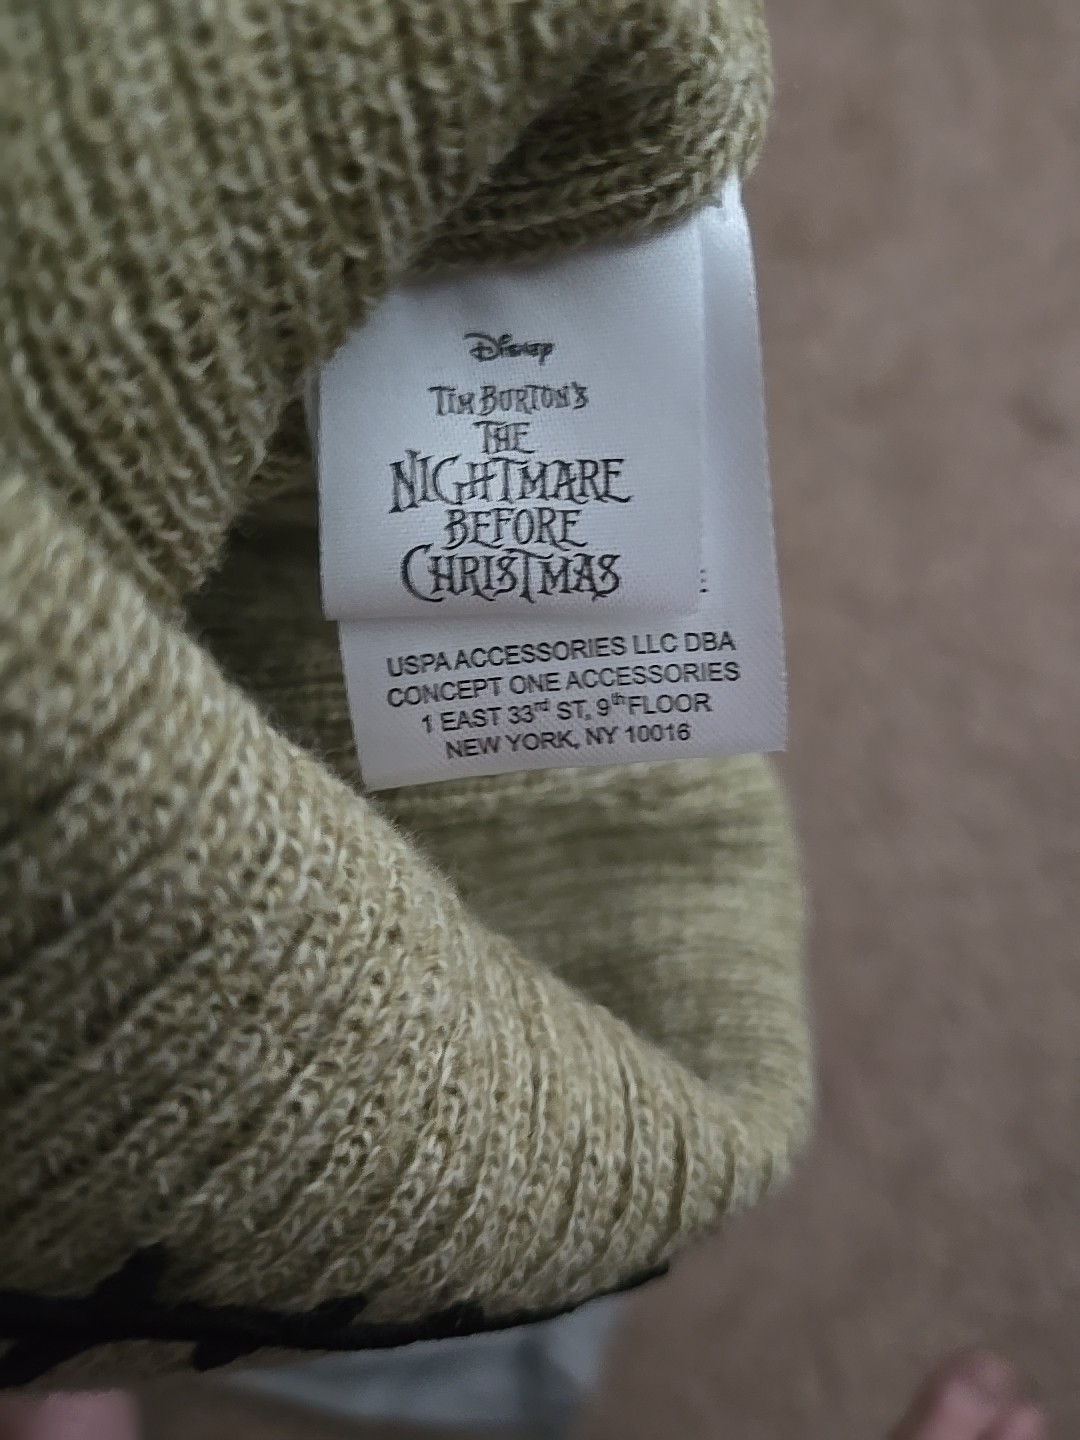 Disney
TIM BURTON'S
THE
NIGHTMARE
BEFORE
CHRISTMAS
USPA ACCESSORIES LLC DBA
CONCEPT ONE ACCESSORIES
1 EAST 33rd ST, 9th FLOOR
NEW YORK, NY 10016